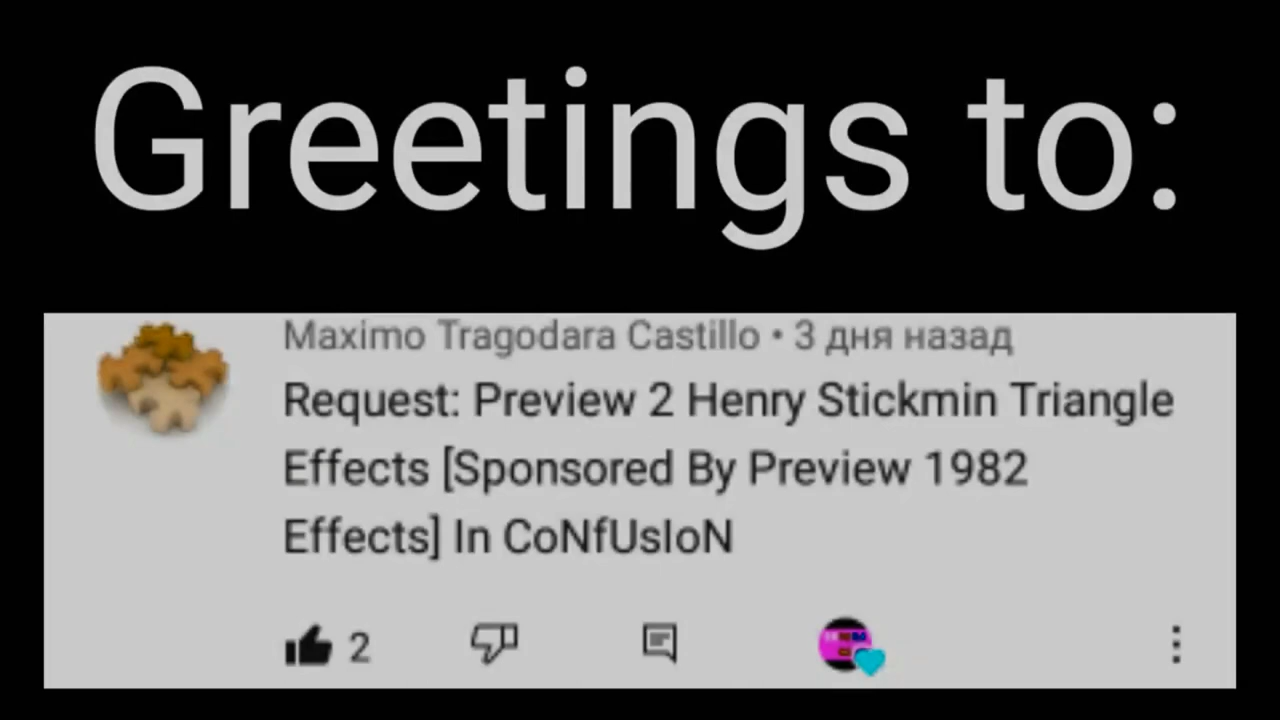 Greetings to:
Maximo Tragodara Castillo • 3 дня назад
Request: Preview 2 Henry Stickmin Triangle
Effects [Sponsored By Preview 1982
Effects] In CoNfUsIoN
2